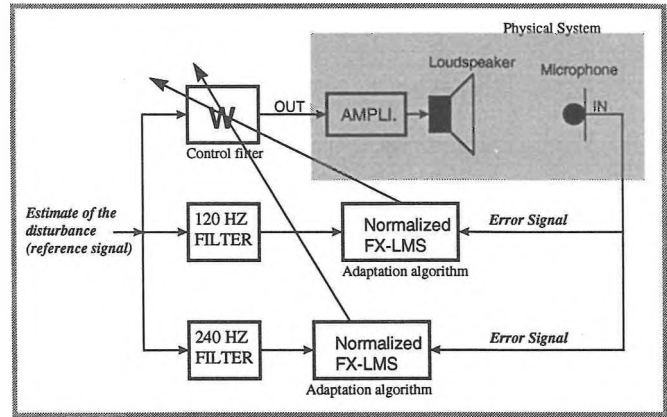 Physical System
Loudspeaker
Microphone
OUT
AMPLI.
IN
W
Control filter
Estimate of the
disturbance
(reference signal)
120 HZ
FILTER
Normalized
FX-LMS
Error Signal
Adaptation algorithm
240 HZ
FILTER
Normalized
FX-LMS
Error Signal
Adaptation algorithm